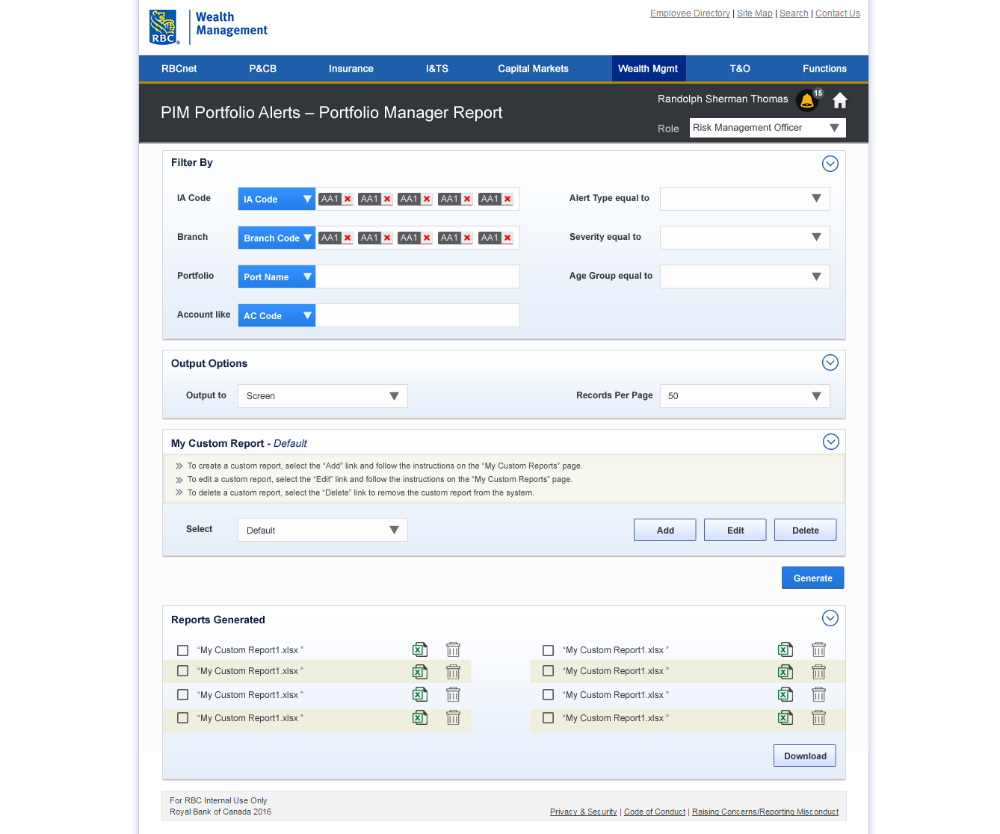 RBC®
Wealth
Management
Employee Directory | Site Map | Search | Contact Us
RBCnet P&CB Insurance I&TS Capital Markets Wealth Mgmt T&O Functions
PIM Portfolio Alerts – Portfolio Manager Report
Randolph Sherman Thomas 15
Role Risk Management Officer
Filter By
IA Code IA Code AA1 AA1 AA1 AA1 AA1 Alert Type equal to
Branch Branch Code AA1 AA1 AA1 AA1 AA1 Severity equal to
Portfolio Port Name Age Group equal to
Account like AC Code
Output Options
Output to Screen Records Per Page 50
My Custom Report - Default
To create a custom report, select the “Add” link and follow the instructions on the “My Custom Reports” page.
To edit a custom report, select the “Edit” link and follow the instructions on the “My Custom Reports” page.
To delete a custom report, select the “Delete” link to remove the custom report from the system.
Select Default Add Edit Delete
Generate
Reports Generated
“My Custom Report1.xlsx ” “My Custom Report1.xlsx ”
“My Custom Report1.xlsx ” “My Custom Report1.xlsx ”
“My Custom Report1.xlsx ” “My Custom Report1.xlsx ”
“My Custom Report1.xlsx ” “My Custom Report1.xlsx ”
Download
For RBC Internal Use Only
Royal Bank of Canada 2016
Privacy & Security | Code of Conduct | Raising Concerns/Reporting Misconduct